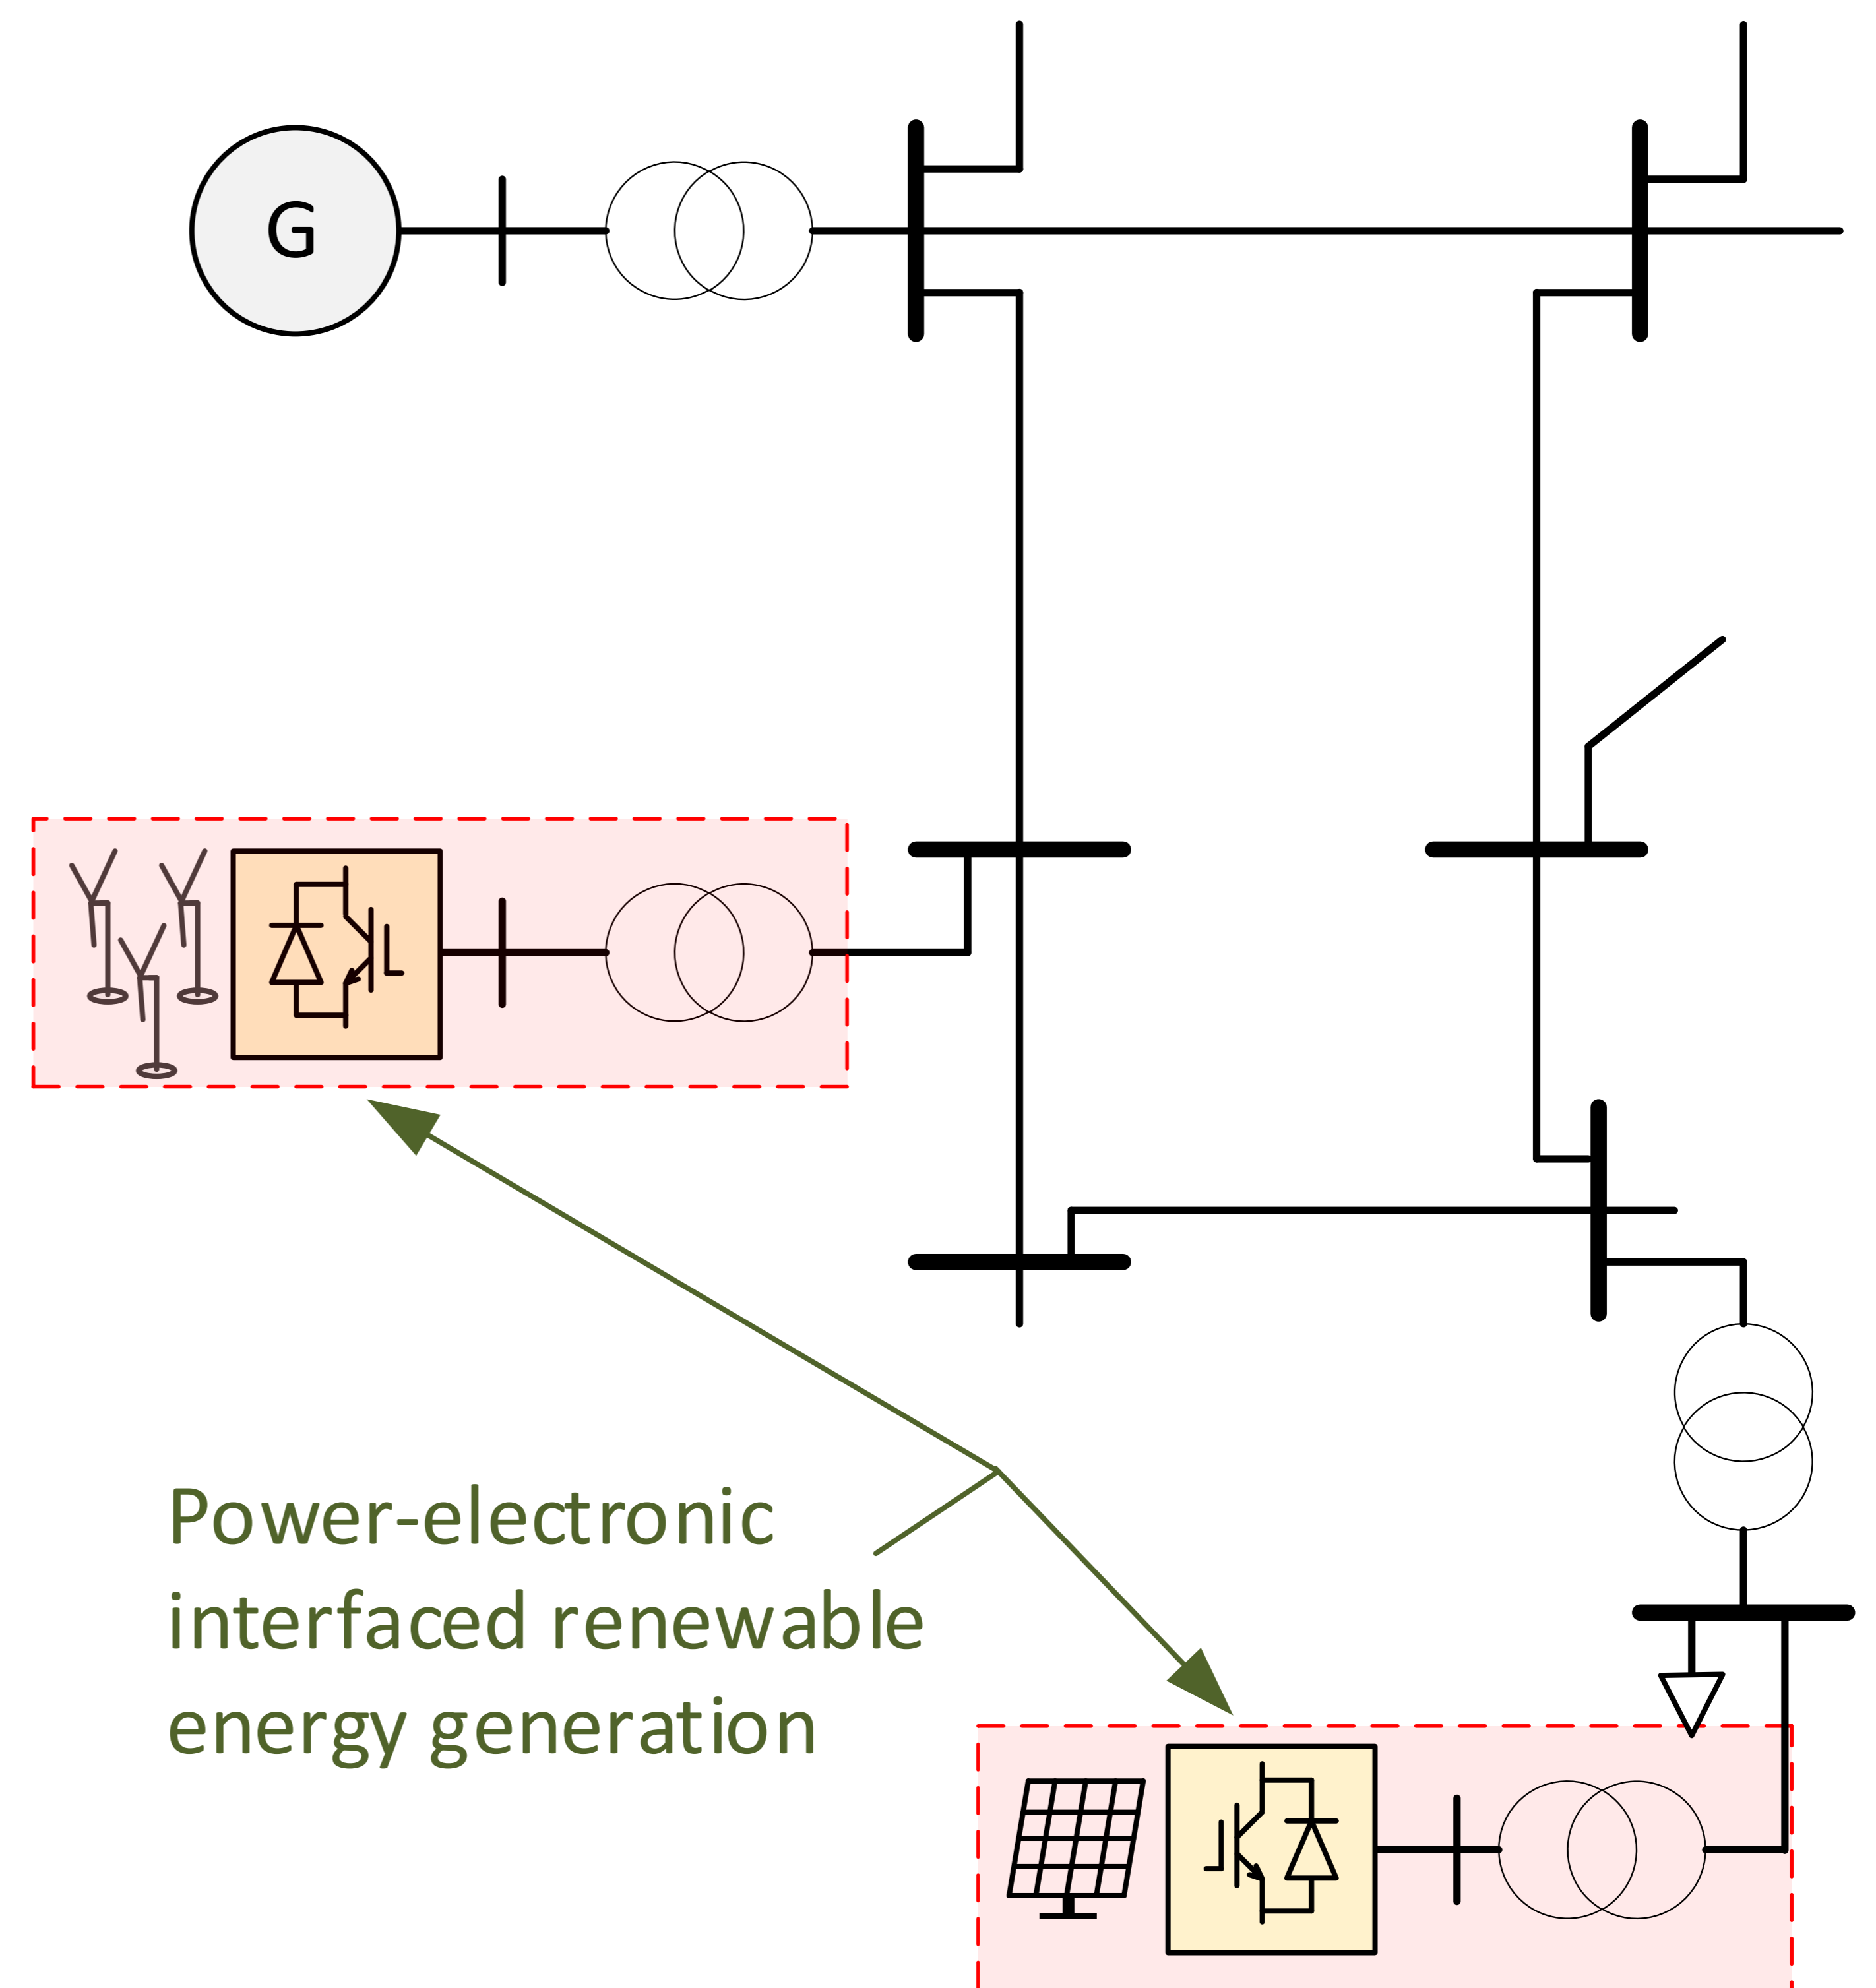 G
Power-electronic
interfaced renewable
energy generation